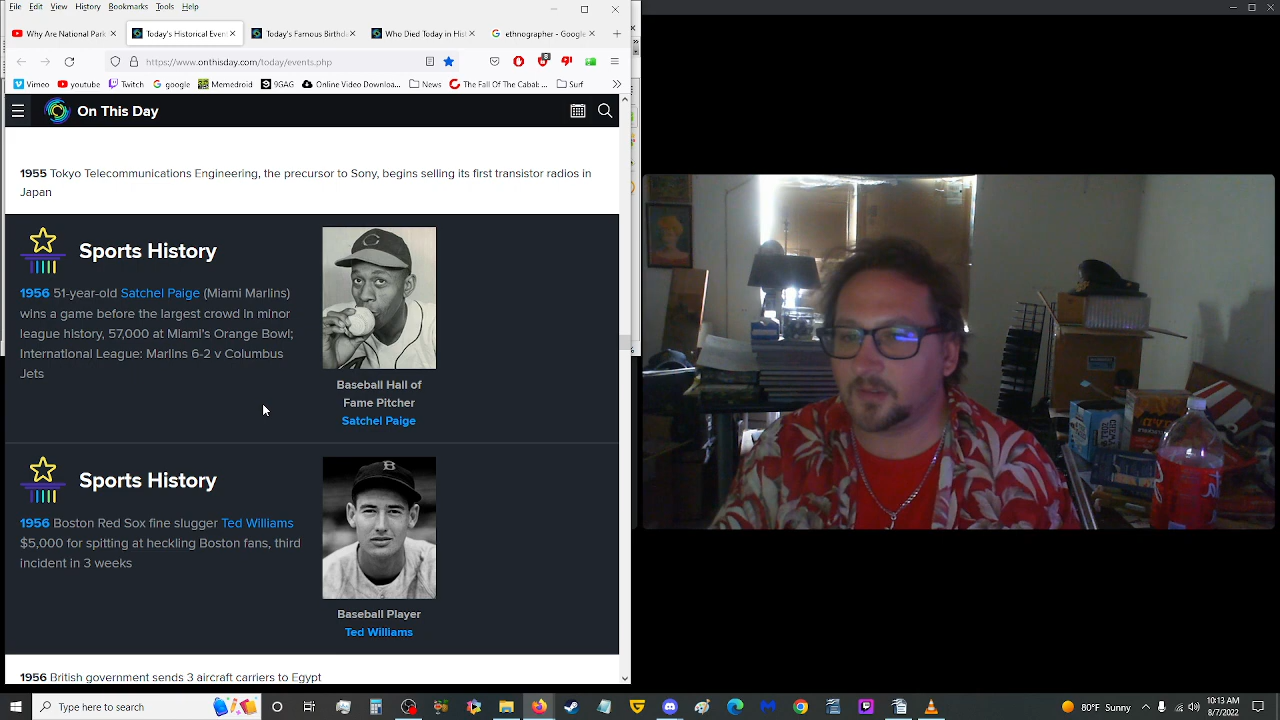 File Edit View History Bookmarks Tools Help
Why Are National Park
Today's Historical Even
Today's Famous Birthda
Who Died Today in Hist
ethnographer - Google
https://www.onthisday.com/today/events.php
Vimeo youtube Twitch google Memedroid 9GAG Online Video Downloa... News The Fall Of The Cabal ... Surf
On This Day
1955 Tokyo Telecommunications Engineering, the precursor to Sony, begins selling its first transistor radios in
Japan
Sports History
1956 51-year-old Satchel Paige (Miami Marlins)
wins a game before the largest crowd in minor
league history, 57,000 at Miami's Orange Bowl;
International League: Marlins 6-2 v Columbus
Jets
Baseball Hall of
Fame Pitcher
Satchel Paige
Sports History
1956 Boston Red Sox fine slugger Ted Williams
$5,000 for spitting at heckling Boston fans, third
incident in 3 weeks
Baseball Player
Ted Williams
1956 British government sends 3 aircraft carriers to Egypt
Type here to search
80°F Sunny
10:13 AM
8/7/2022